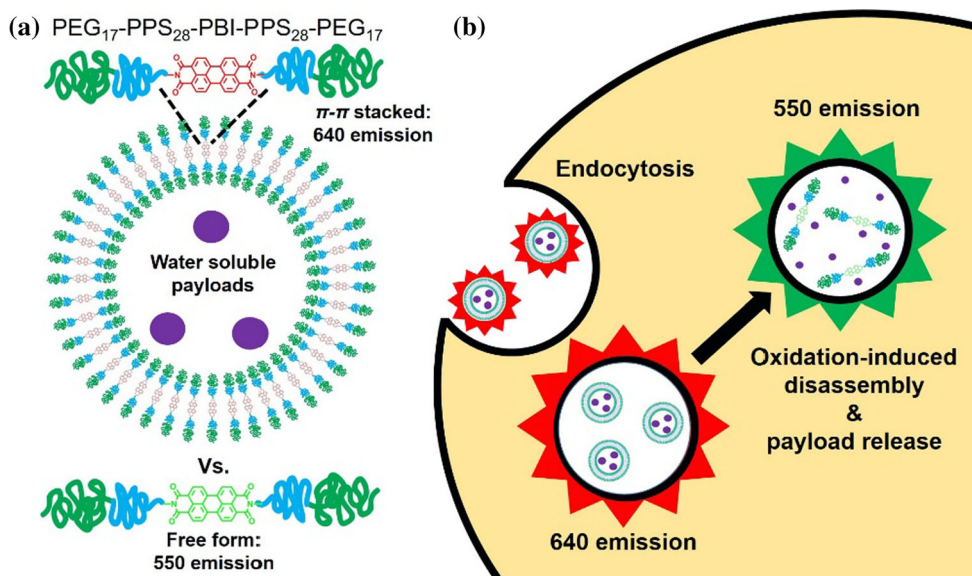 (a) PEG₁₇-PPS₂₈-PBI-PPS₂₈-PEG₁₇
O O
N N
O O
π-π stacked:
640 emission
Water soluble
payloads
Vs.
O O
N N
O O
Free form:
550 emission
(b)
550 emission
Endocytosis
Oxidation-induced
disassembly
&
payload release
640 emission